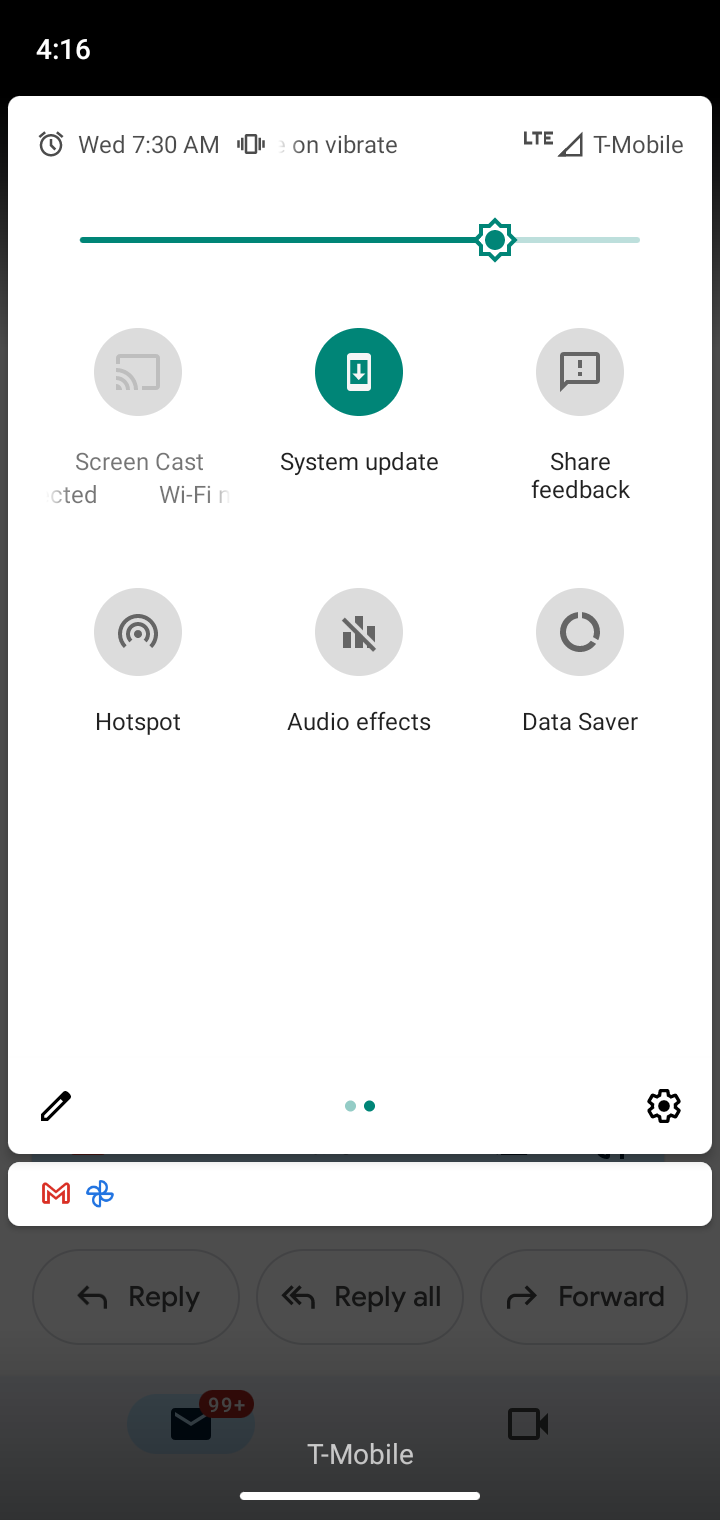 4:16
Wed 7:30 AM on vibrate LTE T-Mobile
Screen Cast
Wi-Fi
System update
Share
feedback
Hotspot
Audio effects
Data Saver
Reply
Reply all
Forward
99+
T-Mobile